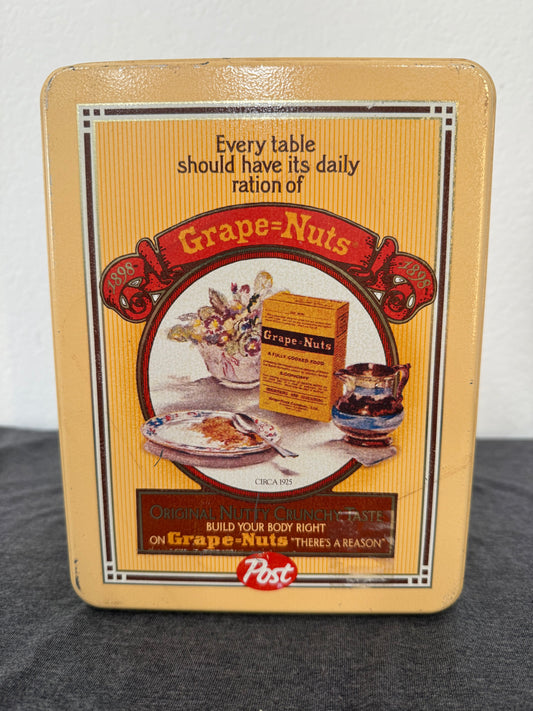 Every table
should have its daily
ration of
Grape=Nuts
1898
1898
Grape=Nuts
A FULLY COOKED FOOD
CIRCA 1925
ORIGINAL NUTTY CRUNCHY TASTE
BUILD YOUR BODY RIGHT
ON Grape=Nuts "THERE'S A REASON"
Post